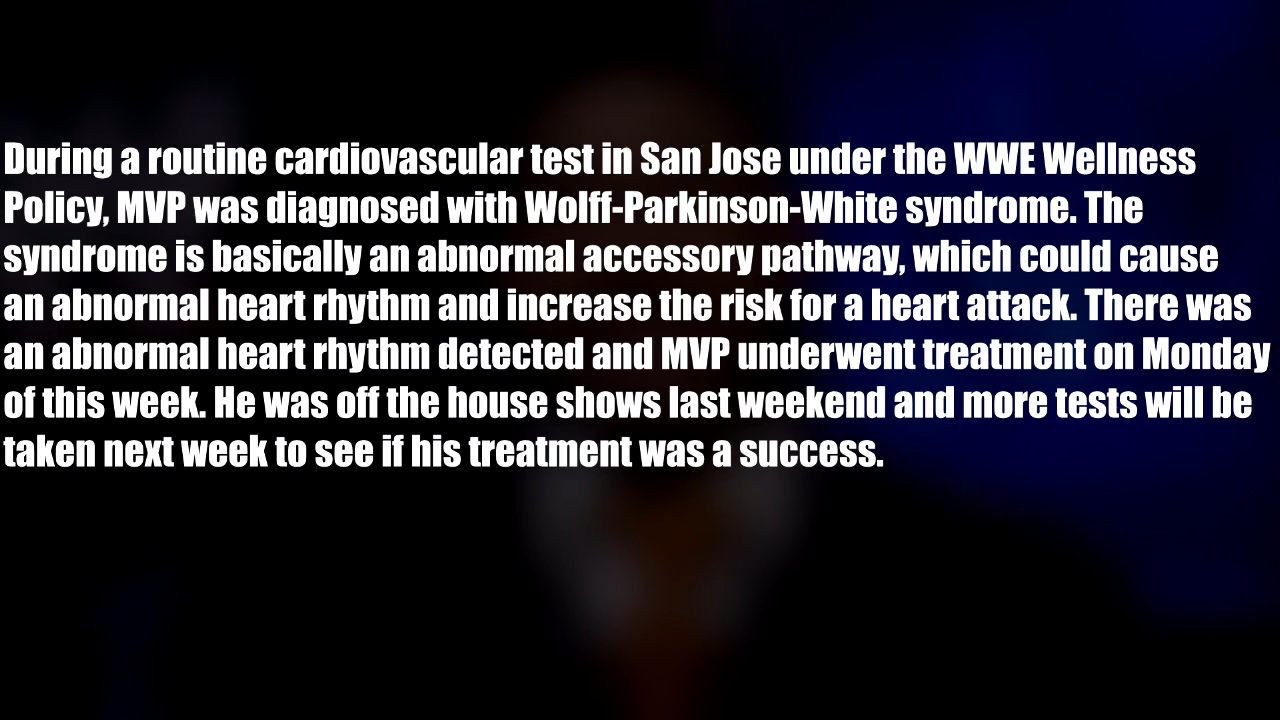 During a routine cardiovascular test in San Jose under the WWE Wellness
Policy, MVP was diagnosed with Wolff-Parkinson-White syndrome. The
syndrome is basically an abnormal accessory pathway, which could cause
an abnormal heart rhythm and increase the risk for a heart attack. There was
an abnormal heart rhythm detected and MVP underwent treatment on Monday
of this week. He was off the house shows last weekend and more tests will be
taken next week to see if his treatment was a success.